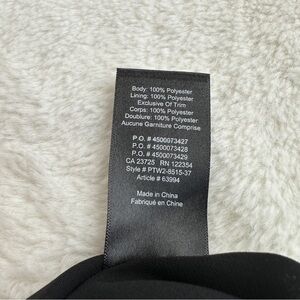 Body: 100% Polyester
Lining: 100% Polyester
Exclusive Of Trim
Corps: 100% Polyester
Doublure: 100% Polyester
Aucune Garniture Comprise
P.O. # 4500073427
P.O. # 4500073428
P.O. # 4500073429
CA 23725 RN 122354
Style # PTW2-8515-37
Article # 63994
Made in China
Fabriqué en Chine